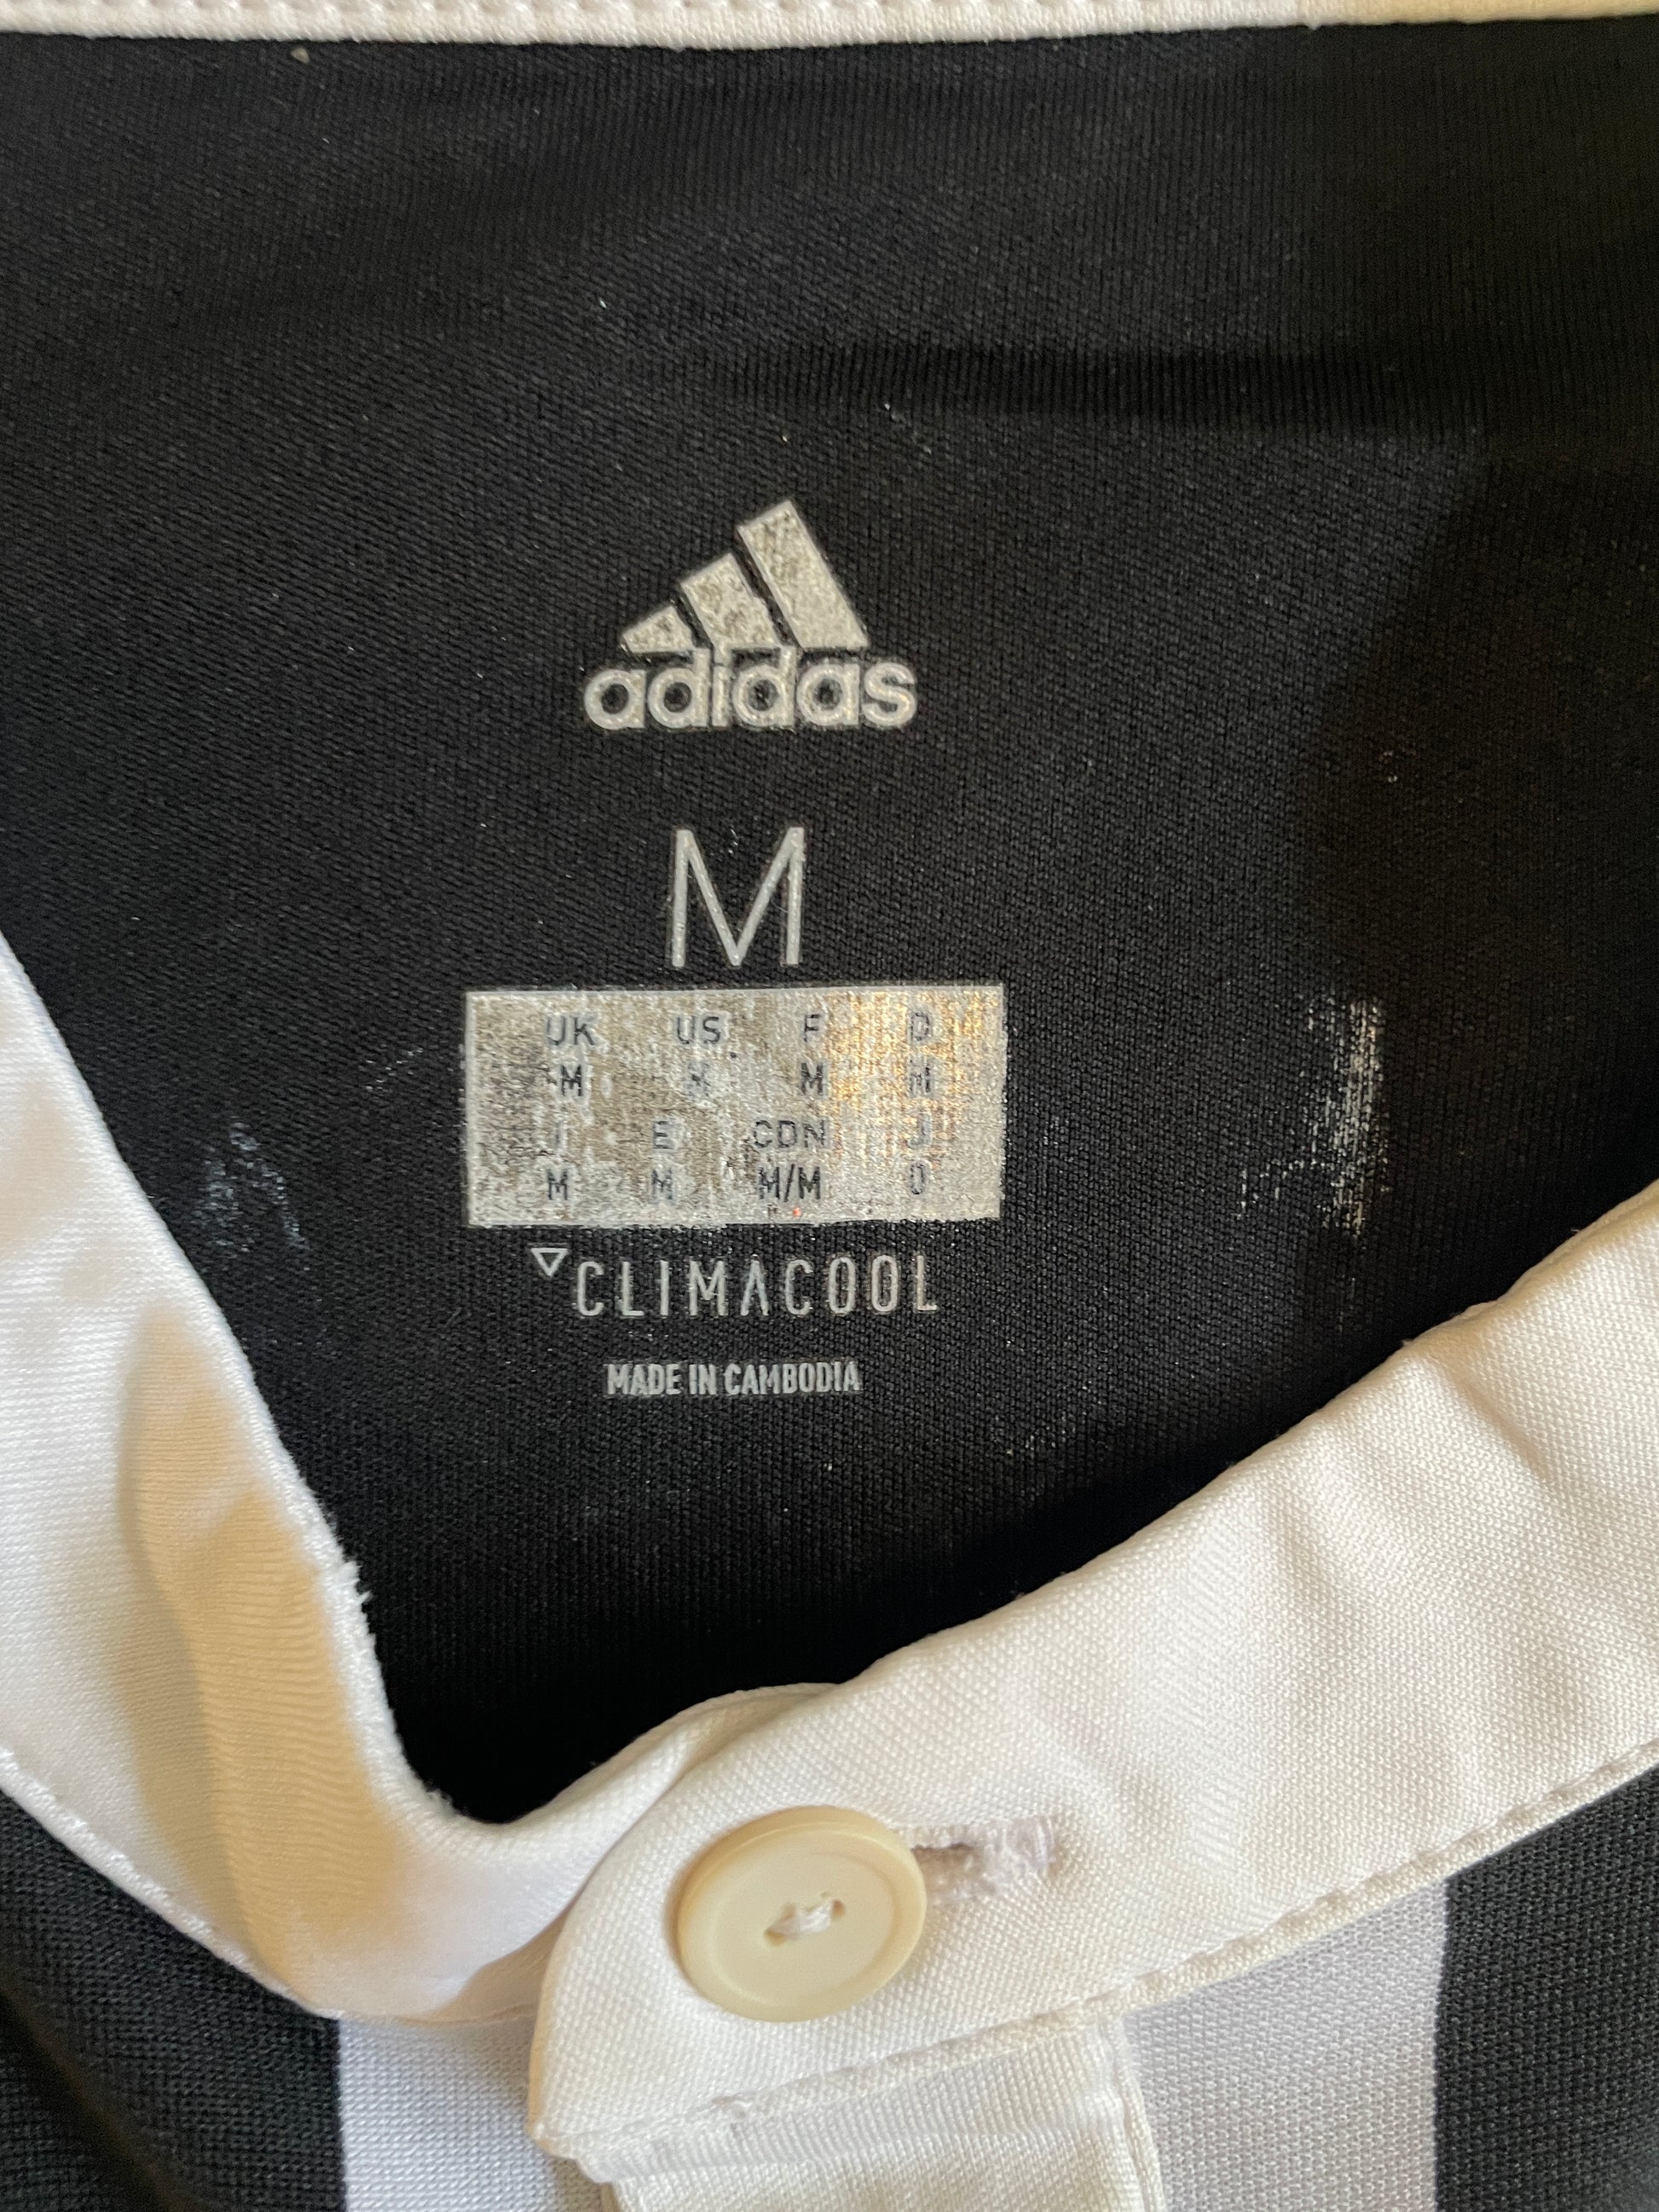 adidas
M
UK US F D
M M M M
I E CDN J
M M M/M O
CLIMACOOL
MADE IN CAMBODIA